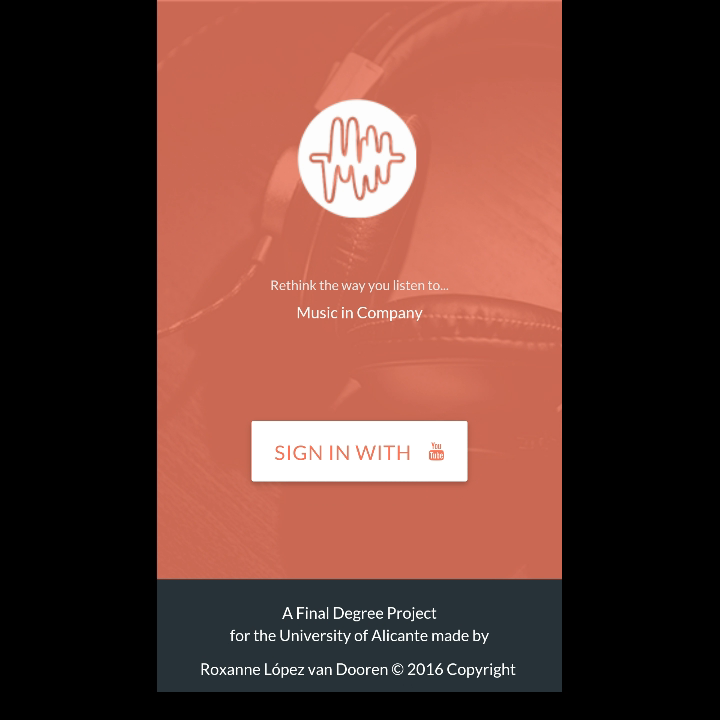 Rethink the way you listen to...
Music in Company
SIGN IN WITH You Tube
A Final Degree Project
for the University of Alicante made by
Roxanne López van Dooren © 2016 Copyright